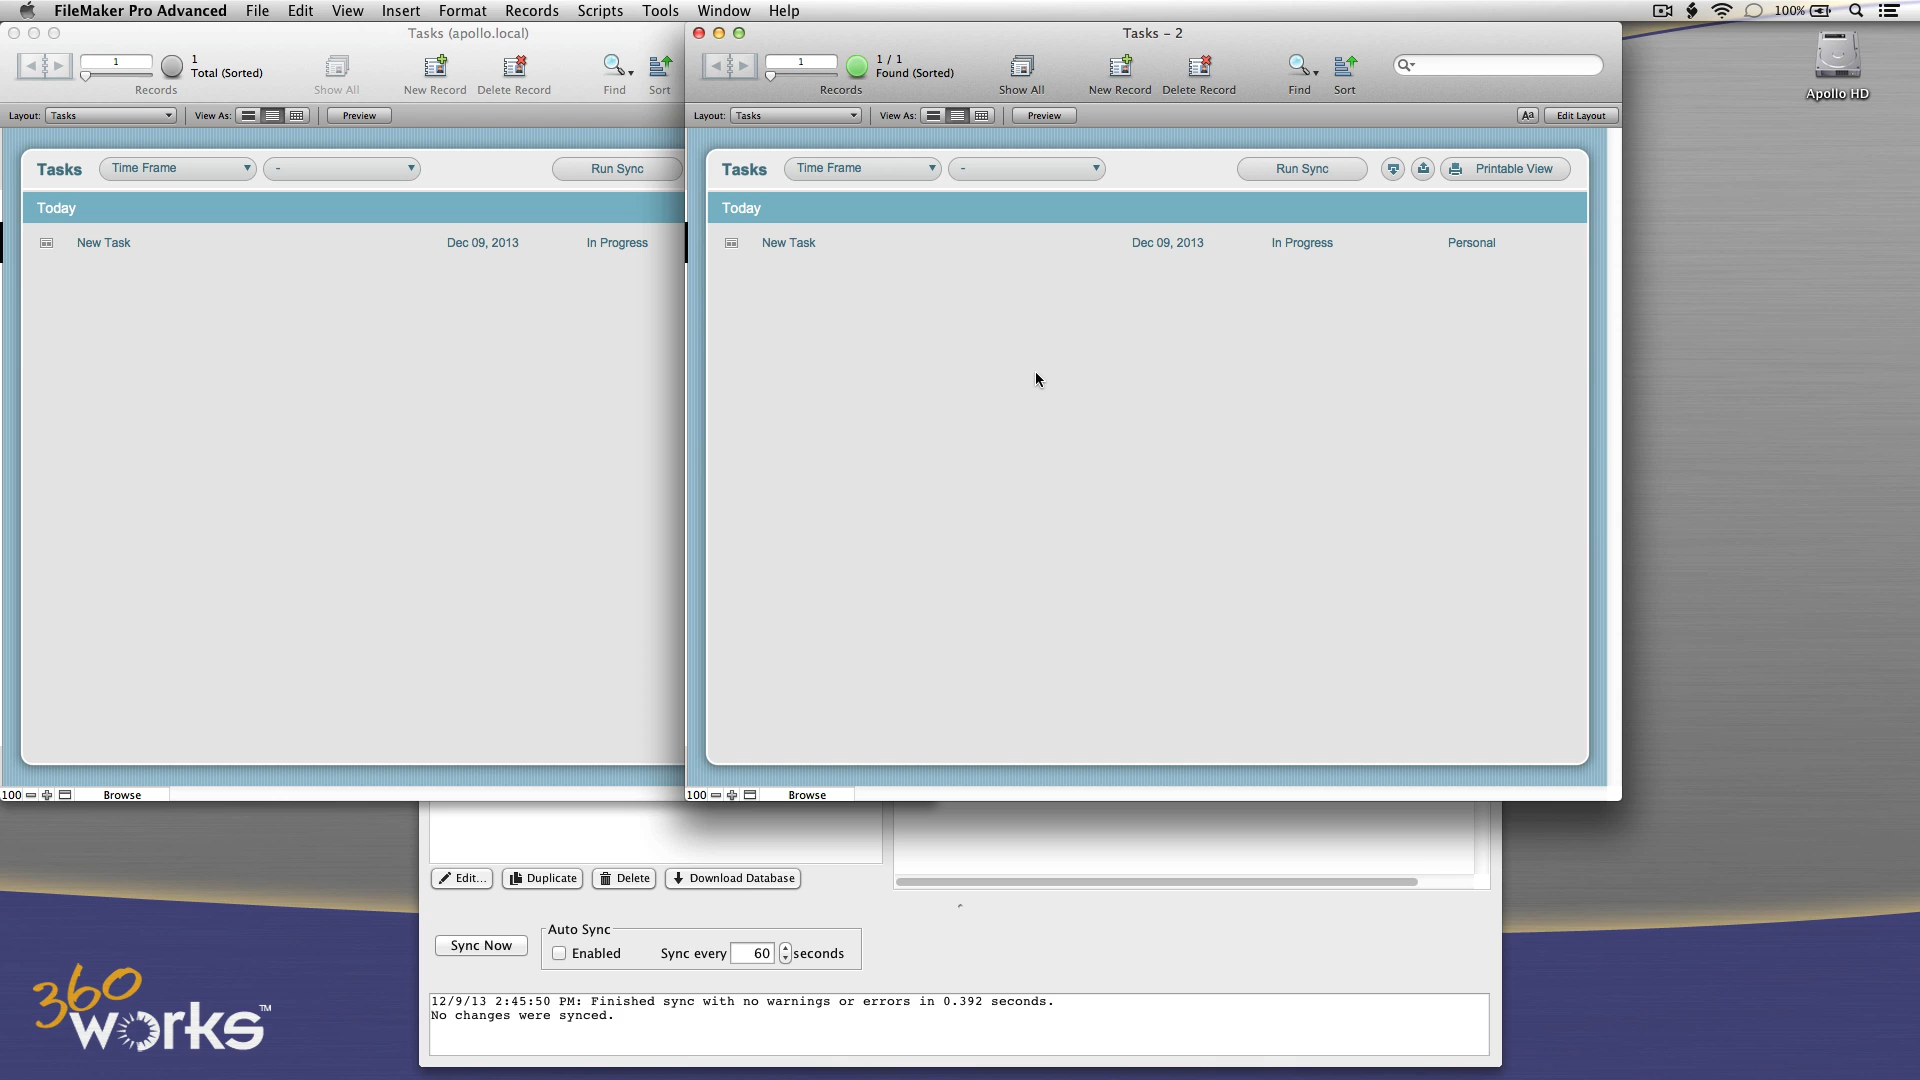 FileMaker Pro Advanced File Edit View Insert Format Records Scripts Tools Window Help 100%
Tasks (apollo.local)
1
1
Total (Sorted)
Records
Show All New Record Delete Record Find Sort
Layout: Tasks View As: Preview
Tasks Time Frame - Run Sync
Today
New Task Dec 09, 2013 In Progress
100 Browse
Tasks – 2
1
1 / 1
Found (Sorted)
Records
Show All New Record Delete Record Find Sort
Layout: Tasks View As: Preview Aa Edit Layout
Tasks Time Frame - Run Sync Printable View
Today
New Task Dec 09, 2013 In Progress Personal
100 Browse
Apollo HD
Edit... Duplicate Delete Download Database
Auto Sync
Sync Now Enabled Sync every 60 seconds
12/9/13 2:45:50 PM: Finished sync with no warnings or errors in 0.392 seconds.
No changes were synced.
360
works™